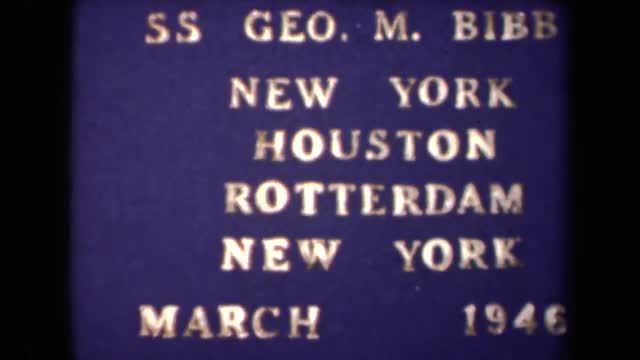 SS GEO. M. BIBB
NEW YORK
HOUSTON
ROTTERDAM
NEW YORK
MARCH 1946